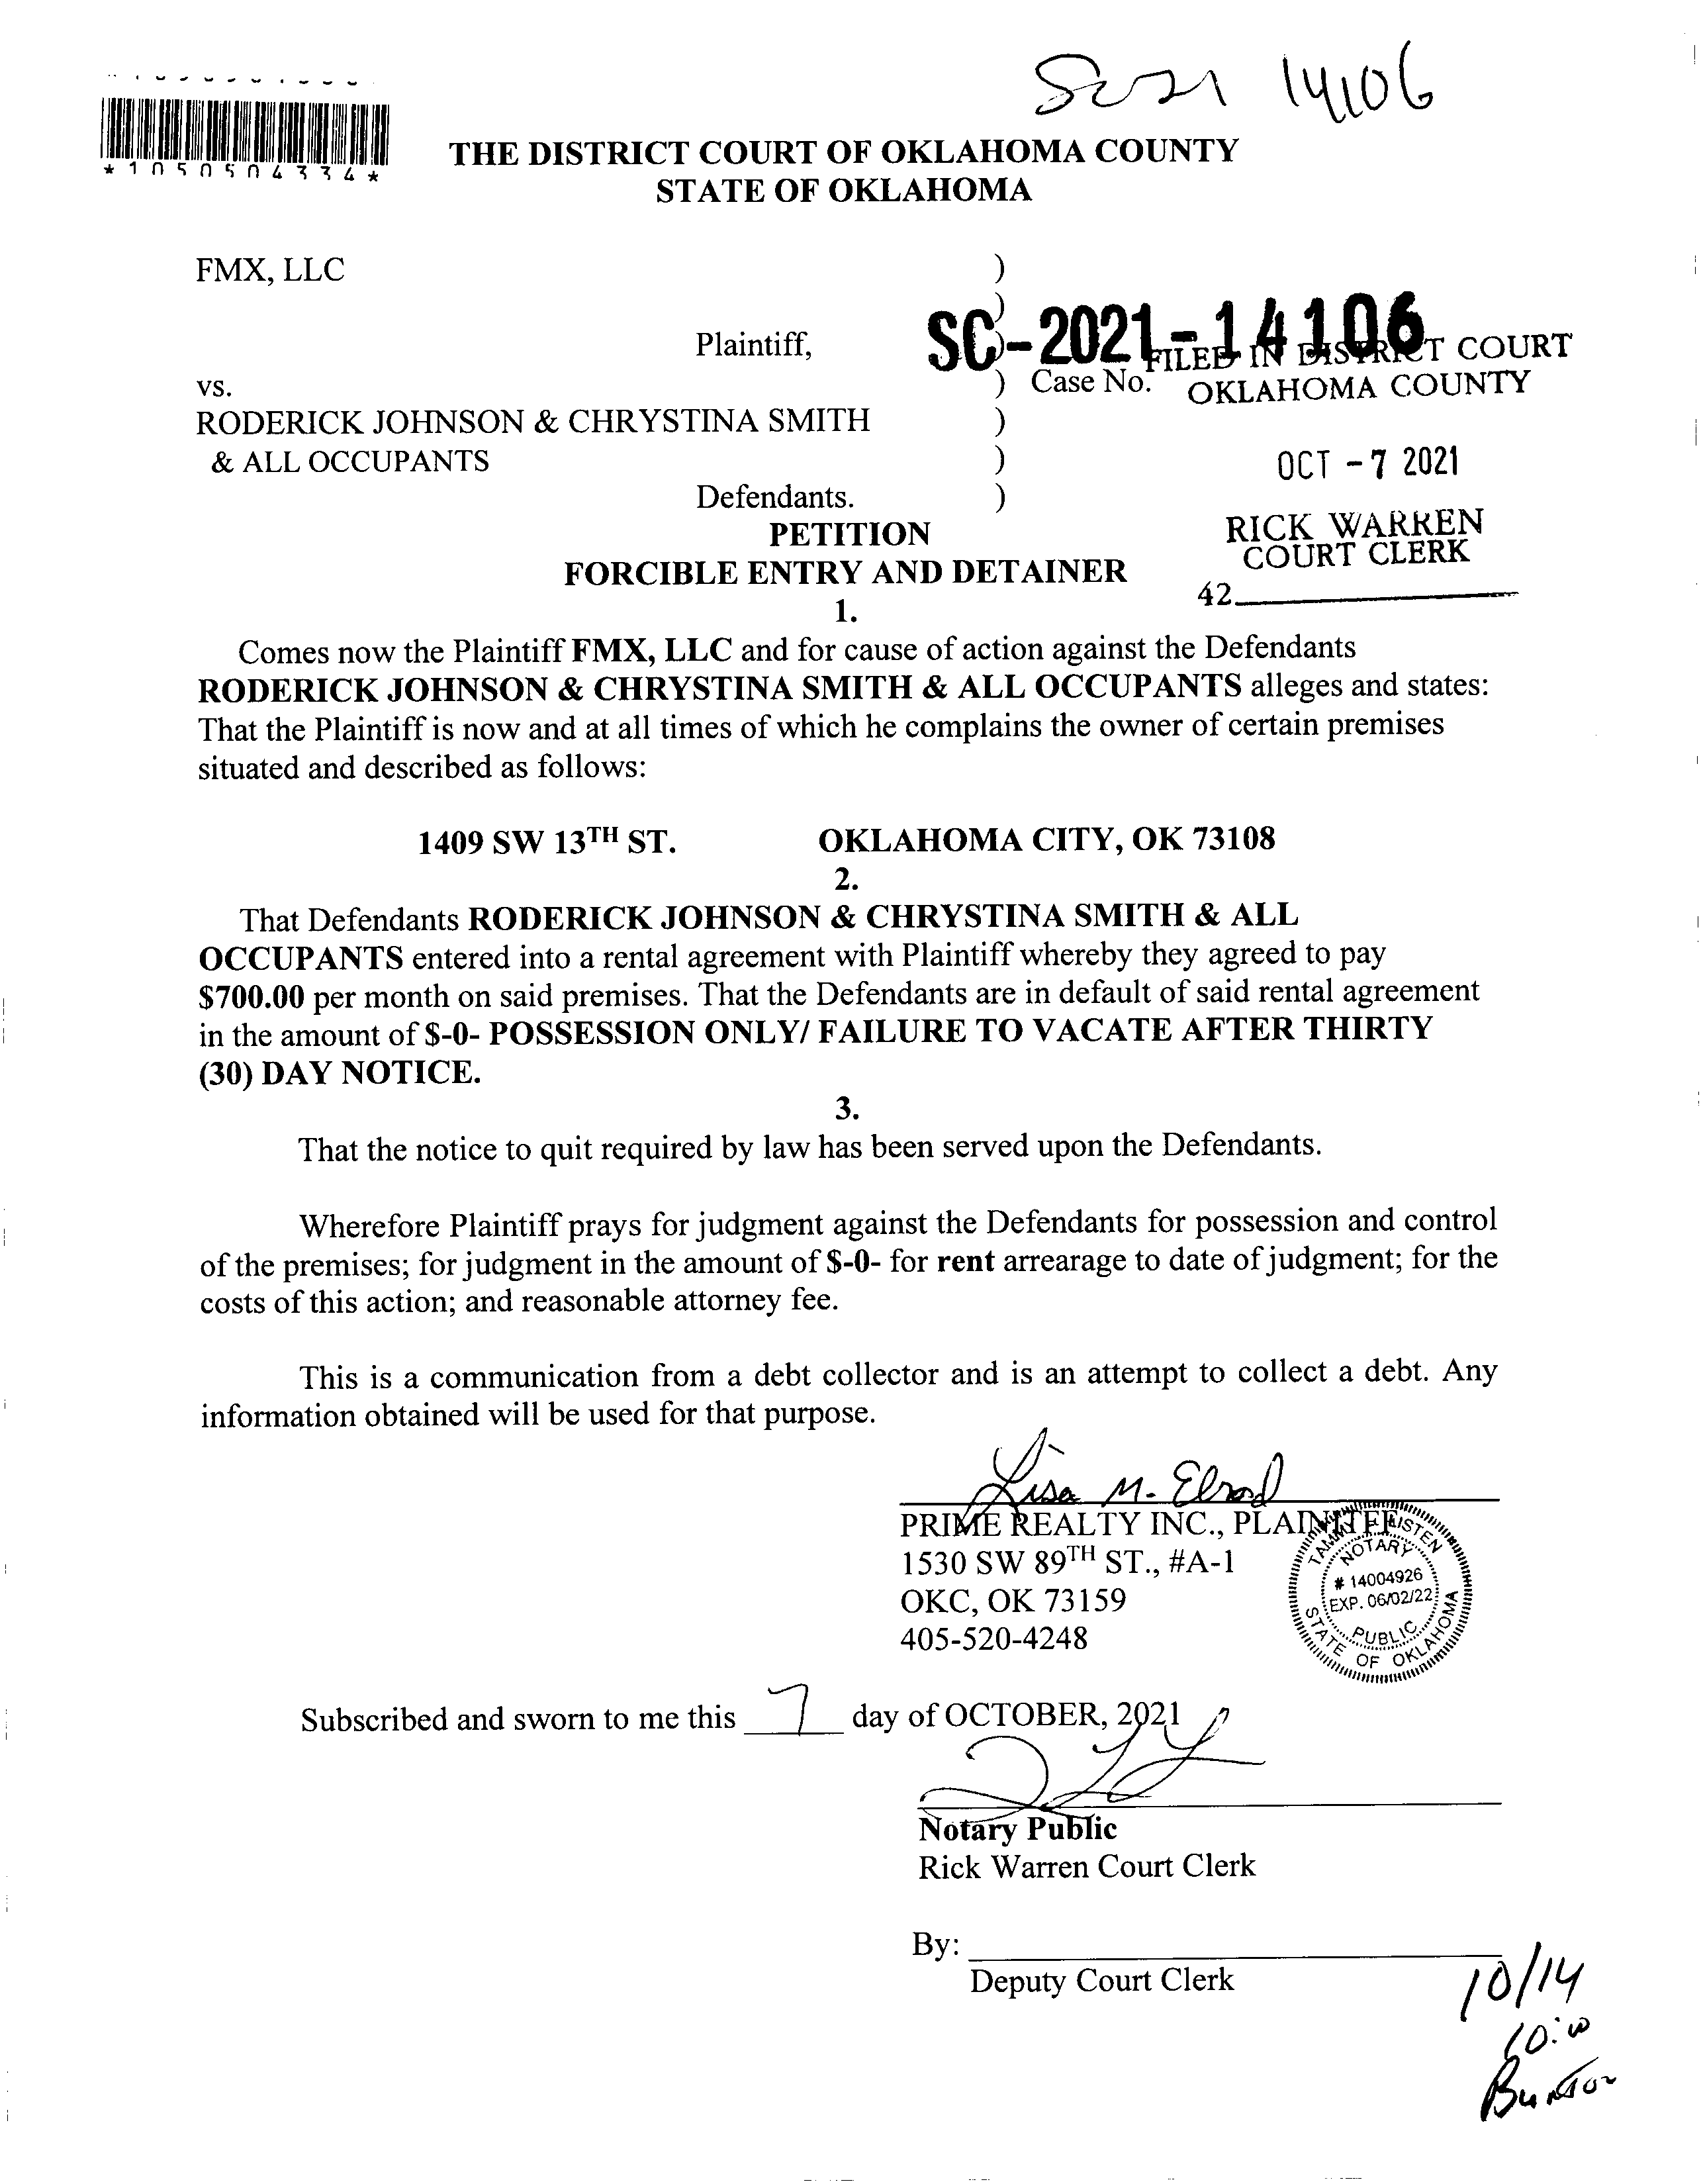 SC21 14106
*1050504334*
THE DISTRICT COURT OF OKLAHOMA COUNTY
STATE OF OKLAHOMA
FMX, LLC )
)
Plaintiff, )
SC-2021-14106
FILED IN DISTRICT COURT
vs. ) Case No.
OKLAHOMA COUNTY
RODERICK JOHNSON & CHRYSTINA SMITH )
& ALL OCCUPANTS )
OCT -7 2021
Defendants. )
PETITION
RICK WARREN
COURT CLERK
FORCIBLE ENTRY AND DETAINER
42
1.
Comes now the Plaintiff FMX, LLC and for cause of action against the Defendants
RODERICK JOHNSON & CHRYSTINA SMITH & ALL OCCUPANTS alleges and states:
That the Plaintiff is now and at all times of which he complains the owner of certain premises
situated and described as follows:
1409 SW 13TH ST. OKLAHOMA CITY, OK 73108
2.
That Defendants RODERICK JOHNSON & CHRYSTINA SMITH & ALL
OCCUPANTS entered into a rental agreement with Plaintiff whereby they agreed to pay
$700.00 per month on said premises. That the Defendants are in default of said rental agreement
in the amount of $-0- POSSESSION ONLY/ FAILURE TO VACATE AFTER THIRTY
(30) DAY NOTICE.
3.
That the notice to quit required by law has been served upon the Defendants.
Wherefore Plaintiff prays for judgment against the Defendants for possession and control
of the premises; for judgment in the amount of $-0- for rent arrearage to date of judgment; for the
costs of this action; and reasonable attorney fee.
This is a communication from a debt collector and is an attempt to collect a debt. Any
information obtained will be used for that purpose.
Lisa M. Elrod
PRIME REALTY INC., PLAINTIFF
1530 SW 89TH ST., #A-1
OKC, OK 73159
405-520-4248
NOTARY
# 14004926
EXP. 06/02/22
PUBLIC
STATE OF OKLAHOMA
Subscribed and sworn to me this 7 day of OCTOBER, 2021
Notary Public
Rick Warren Court Clerk
By:
Deputy Court Clerk
10/14
Burton